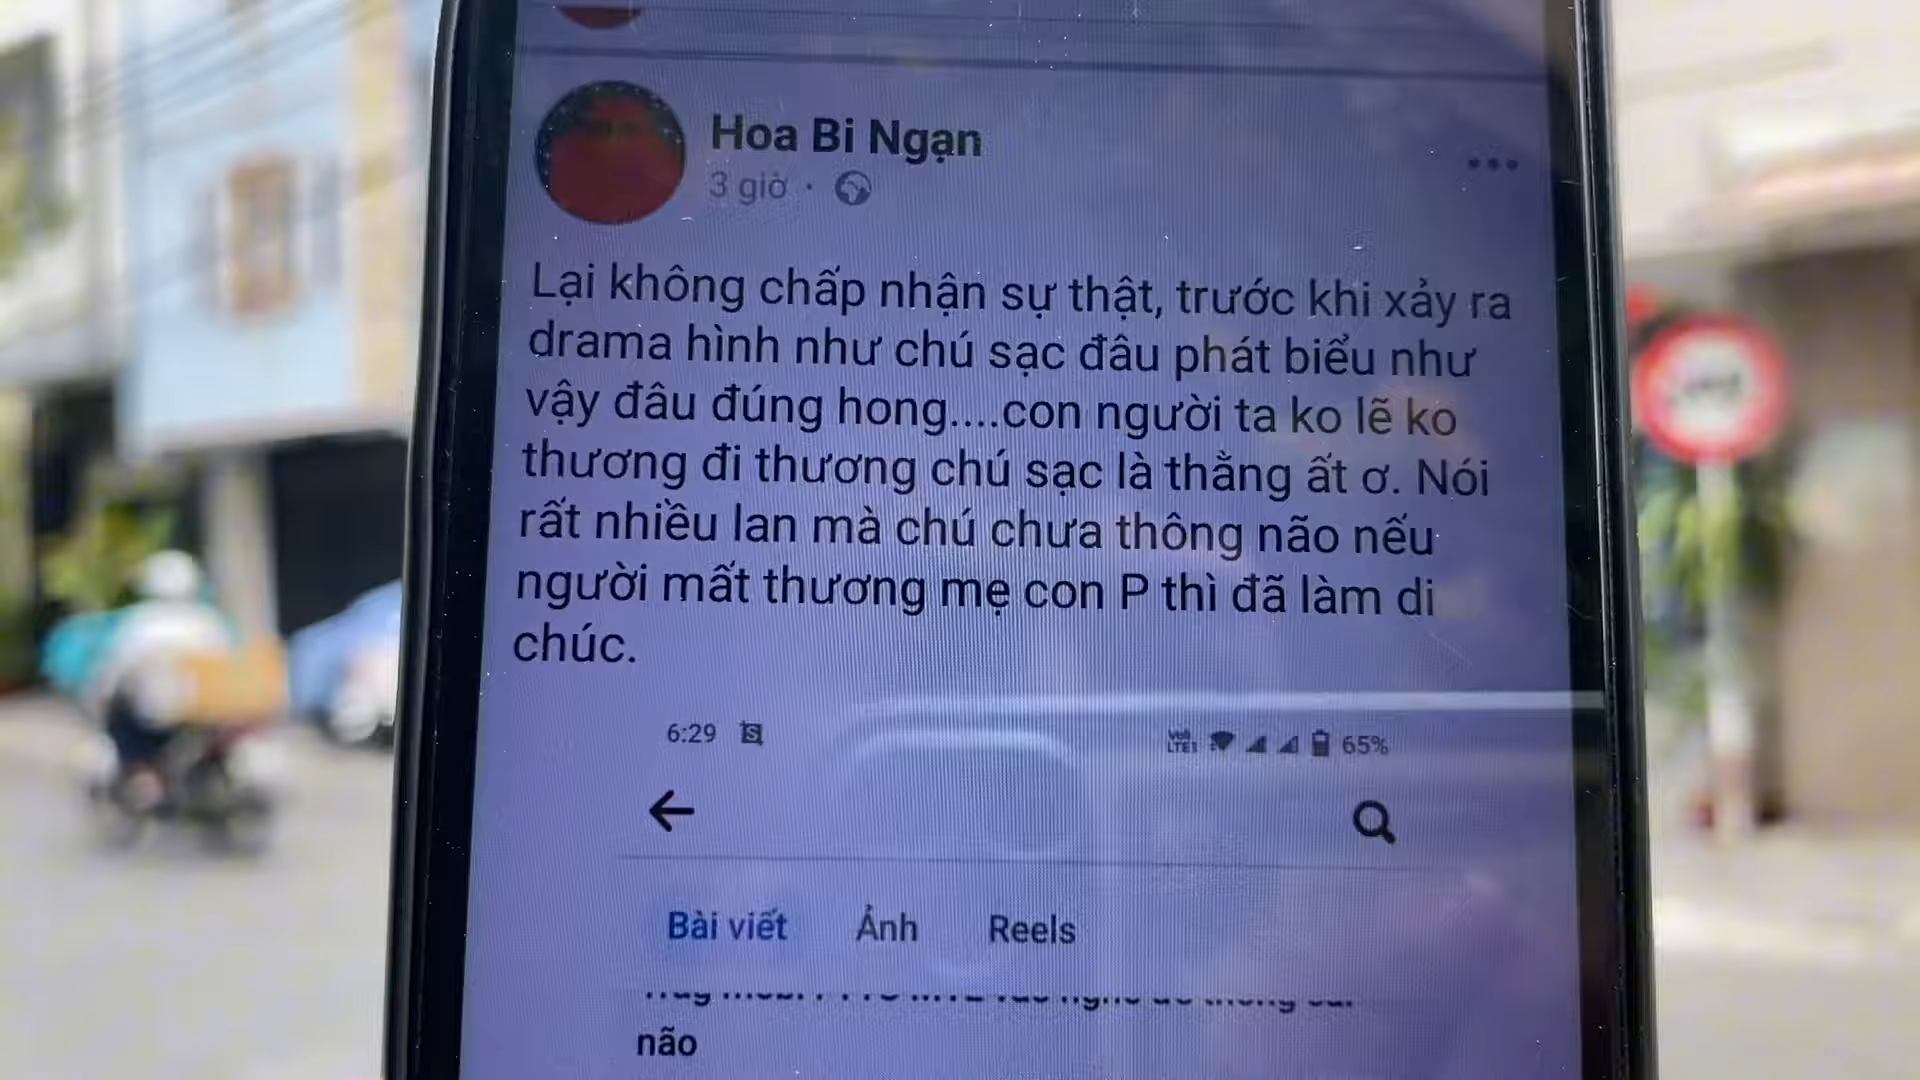 Hoa Bi Ngạn
3 giờ ·
Lại không chấp nhận sự thật, trước khi xảy ra
drama hình như chú sạc đâu phát biểu như
vậy đâu đúng hong....con người ta ko lẽ ko
thương đi thương chú sạc là thằng ất ơ. Nói
rất nhiều lan mà chú chưa thông não nếu
người mất thương mẹ con P thì đã làm di
chúc.
6:29 65%
Bài viết Ảnh Reels
não